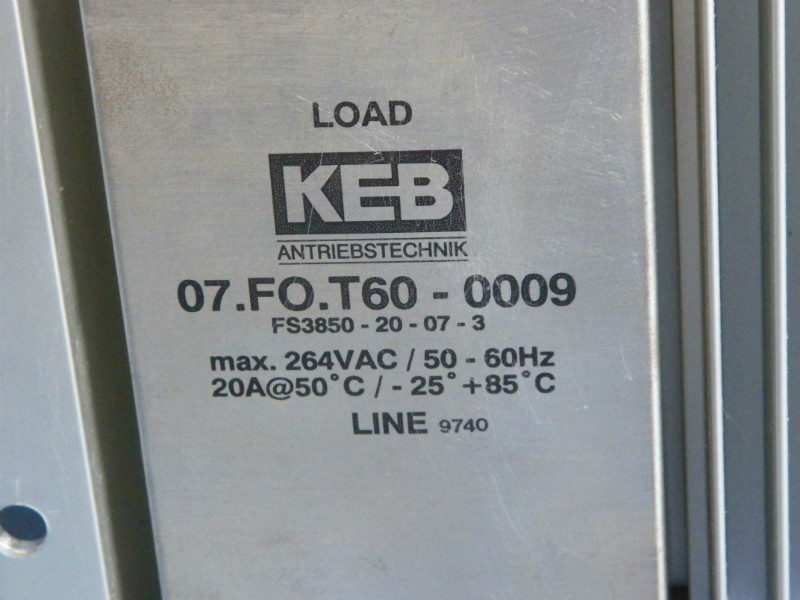 LOAD
KEB
ANTRIEBSTECHNIK
07.FO.T60 - 0009
FS3850 - 20 - 07 - 3
max. 264VAC / 50 - 60Hz
20A@50°C / - 25° +85°C
LINE 9740